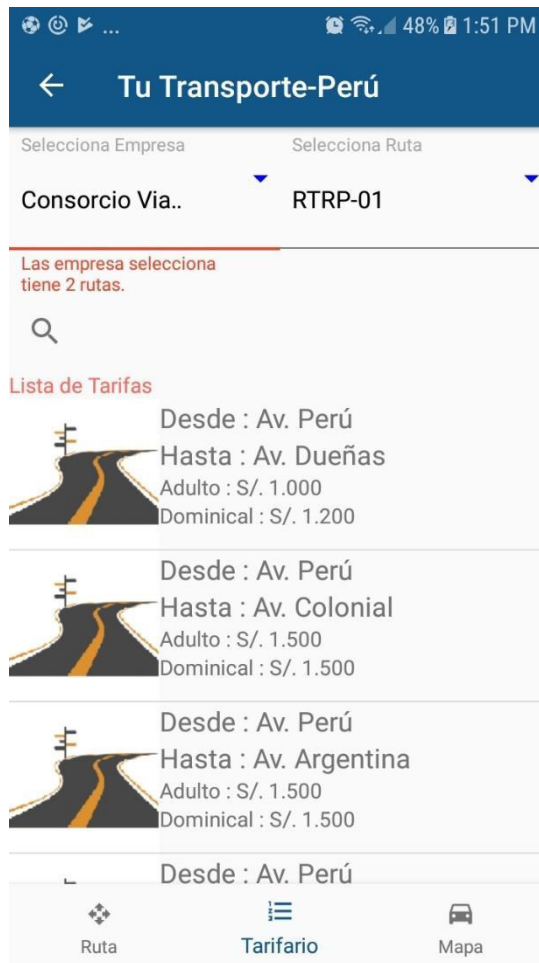 ... 48% 1:51 PM
Tu Transporte-Perú
Selecciona Empresa Selecciona Ruta
Consorcio Via.. RTRP-01
Las empresa selecciona
tiene 2 rutas.
Lista de Tarifas
Desde : Av. Perú
Hasta : Av. Dueñas
Adulto : S/. 1.000
Dominical : S/. 1.200
Desde : Av. Perú
Hasta : Av. Colonial
Adulto : S/. 1.500
Dominical : S/. 1.500
Desde : Av. Perú
Hasta : Av. Argentina
Adulto : S/. 1.500
Dominical : S/. 1.500
Desde : Av. Perú
Ruta Tarifario Mapa